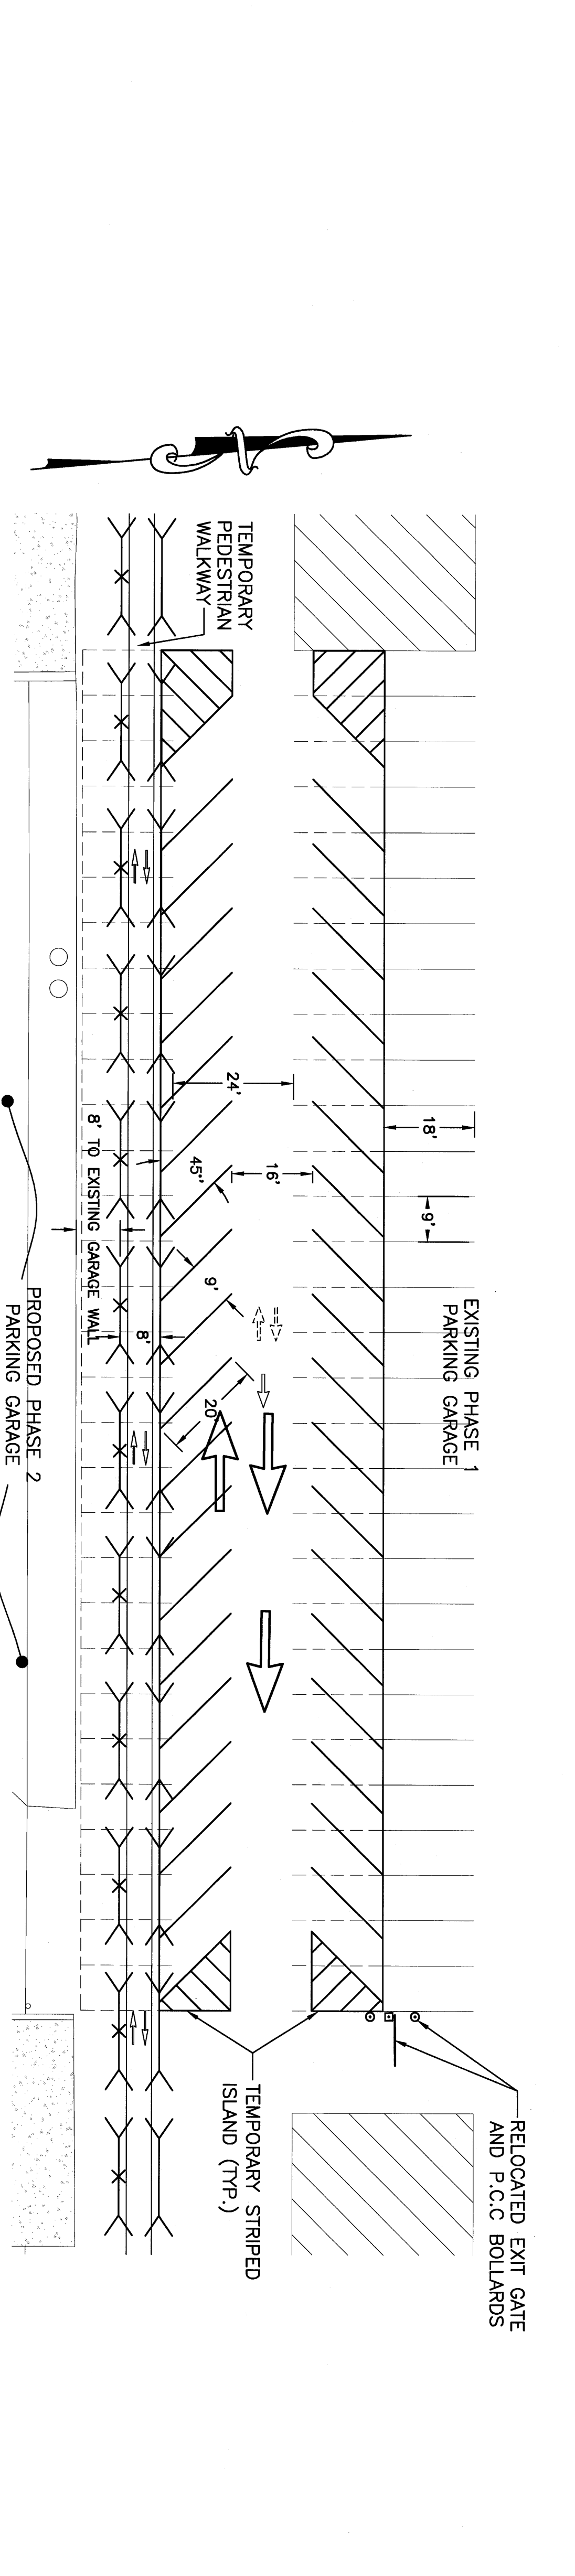 N
TEMPORARY
PEDESTRIAN
WALKWAY
24'
18'
16'
45°
9'
9'
20'
8'
8' TO EXISTING GARAGE WALL
EXISTING PHASE 1
PARKING GARAGE
PROPOSED PHASE 2
PARKING GARAGE
TEMPORARY STRIPED
ISLAND (TYP.)
RELOCATED EXIT GATE
AND P.C.C BOLLARDS